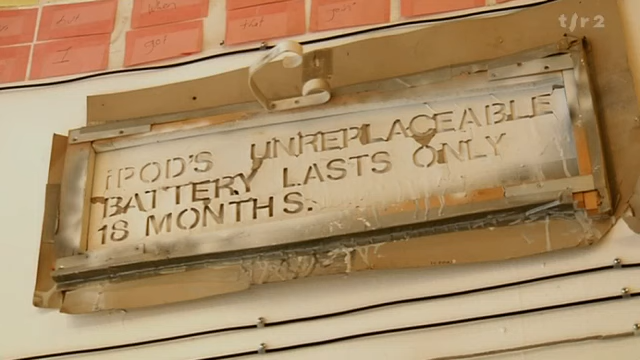 tsr2
iPOD'S UNREPLACEABLE
BATTERY LASTS ONLY
18 MONTHS.